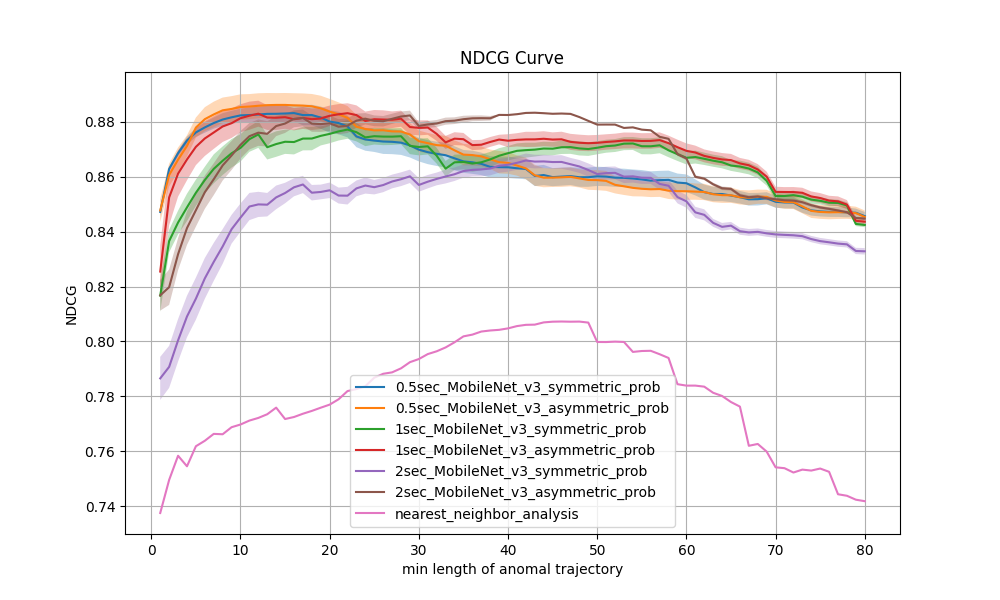 NDCG Curve
NDCG
0.88
0.86
0.84
0.82
0.80
0.78
0.76
0.74
0.5sec_MobileNet_v3_symmetric_prob
0.5sec_MobileNet_v3_asymmetric_prob
1sec_MobileNet_v3_symmetric_prob
1sec_MobileNet_v3_asymmetric_prob
2sec_MobileNet_v3_symmetric_prob
2sec_MobileNet_v3_asymmetric_prob
nearest_neighbor_analysis
0 10 20 30 40 50 60 70 80
min length of anomal trajectory